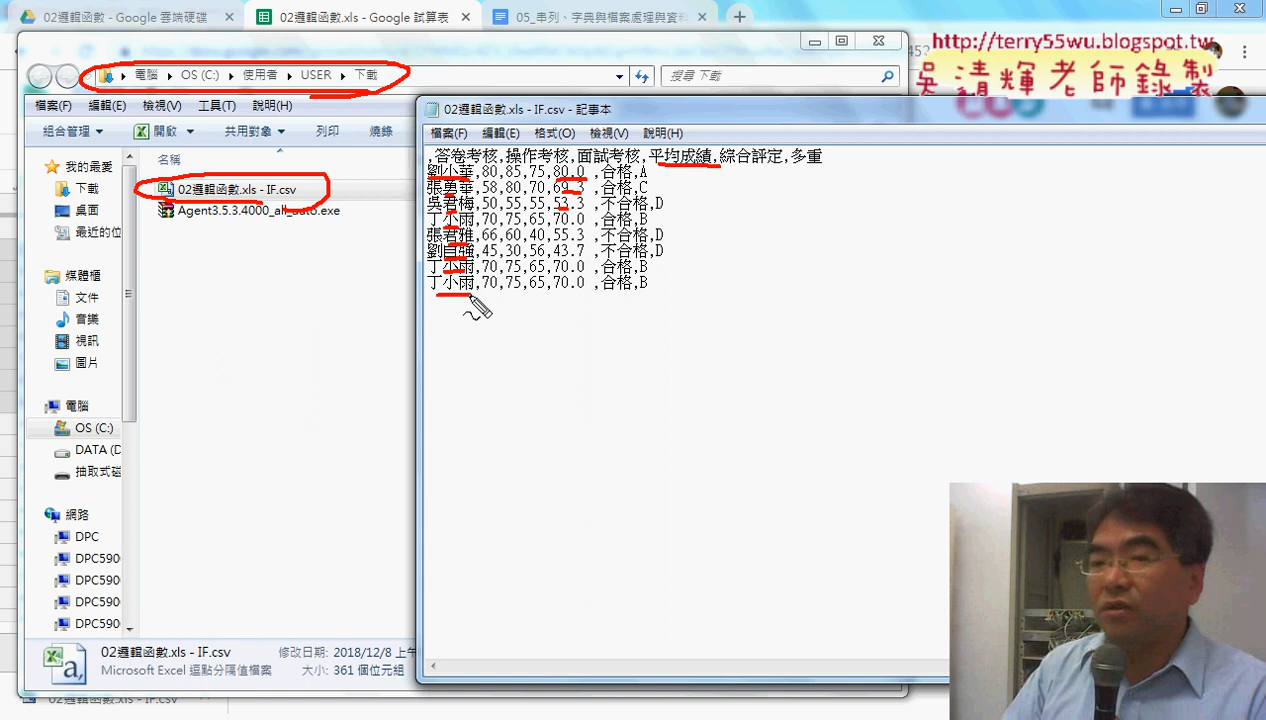 02邏輯函數 - Google 雲端硬碟
02邏輯函數.xls - Google 試算表
05_串列、字典與檔案處理與資
http://terry55wu.blogspot.tw
吳清輝老師錄製
電腦 ▸ OS (C:) ▸ 使用者 ▸ USER ▸ 下載
搜尋 下載
檔案(F) 編輯(E) 檢視(V) 工具(T) 說明(H)
組合管理 開啟 共用對象 列印 燒錄
名稱
02邏輯函數.xls - IF.csv
Agent3.5.3.4000_all_auto.exe
我的最愛
下載
桌面
最近的位
媒體櫃
文件
音樂
視訊
圖片
電腦
OS (C:)
DATA (D
抽取式磁
網路
DPC
DPC590
DPC590
DPC590
DPC590
02邏輯函數.xls - IF.csv
修改日期: 2018/12/8 上午
Microsoft Excel 逗點分隔值檔案
大小: 361 個位元組
02邏輯函數.xls - IF.csv
02邏輯函數.xls - IF.csv - 記事本
檔案(F) 編輯(E) 格式(O) 檢視(V) 說明(H)
,答卷考核,操作考核,面試考核,平均成績,綜合評定,多重
劉小華,80,85,75,80.0 ,合格,A
張勇華,58,80,70,69.3 ,合格,C
吳君梅,50,55,55,53.3 ,不合格,D
丁小雨,70,75,65,70.0 ,合格,B
張君雅,66,60,40,55.3 ,不合格,D
劉自強,45,30,56,43.7 ,不合格,D
丁小雨,70,75,65,70.0 ,合格,B
丁小雨,70,75,65,70.0 ,合格,B